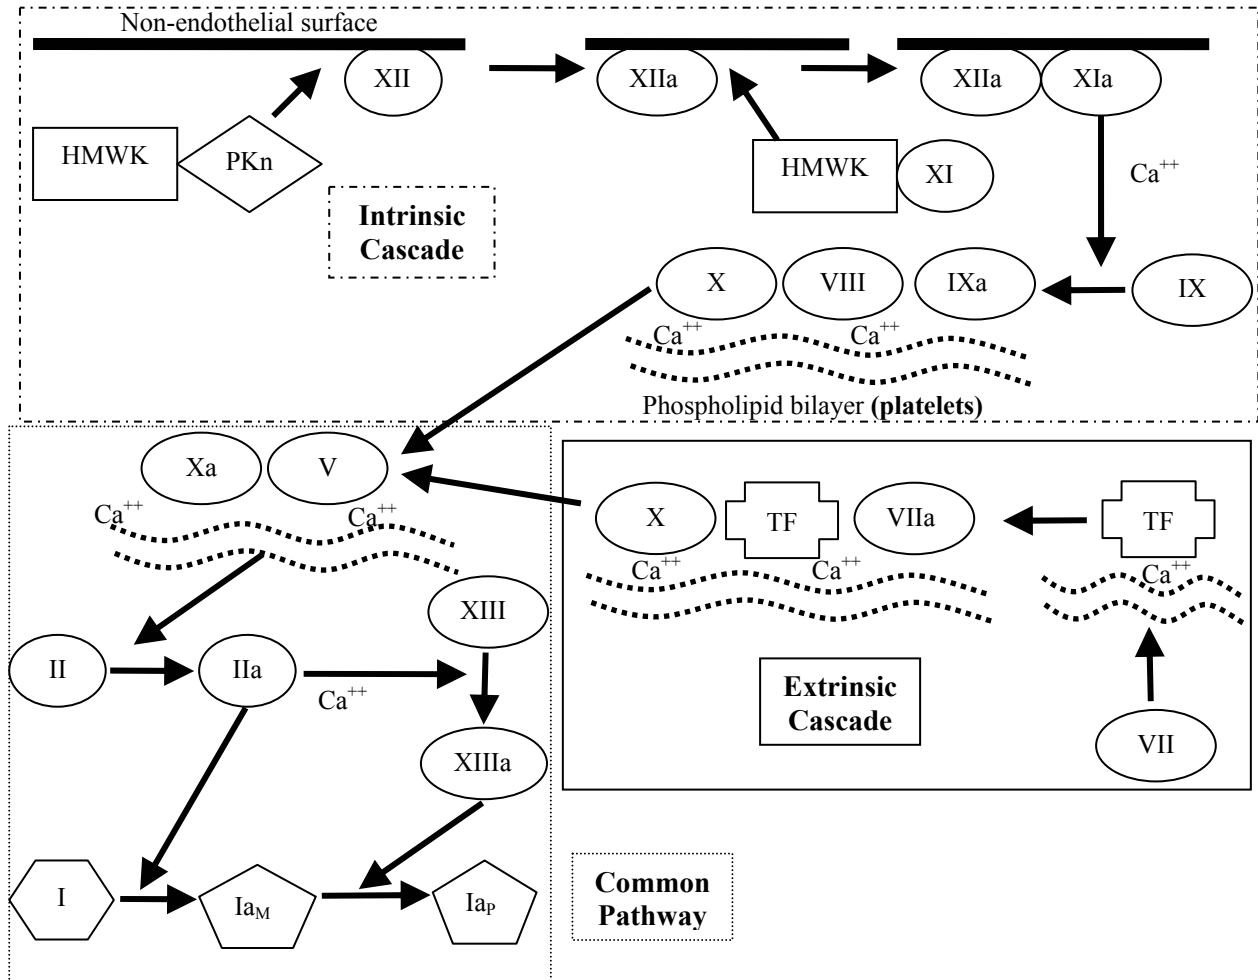 Non-endothelial surface
XII
XIIa
XIIa
XIa
HMWK
PKn
HMWK
XI
Ca++
Intrinsic
Cascade
X
VIII
IXa
IX
Ca++
Ca++
Phospholipid bilayer (platelets)
Xa
V
Ca++
Ca++
X
TF
VIIa
TF
Ca++
Ca++
Ca++
XIII
II
IIa
Ca++
Extrinsic
Cascade
VII
XIIIa
I
IaM
IaP
Common
Pathway